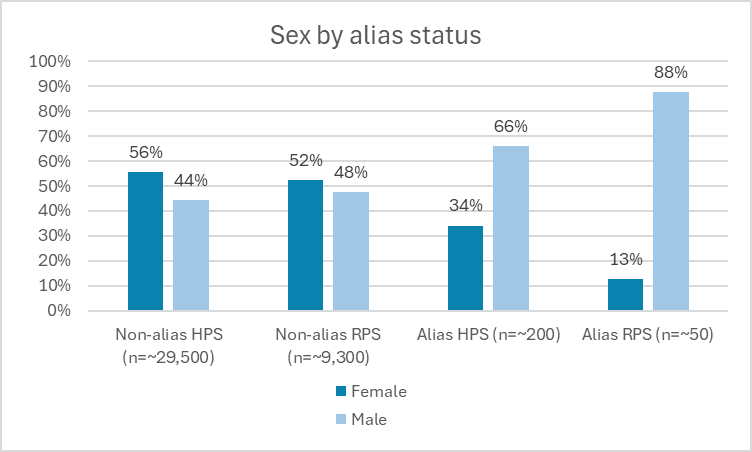 Sex by alias status
100%
90%
80%
70%
60%
50%
40%
30%
20%
10%
0%
56%
44%
52%
48%
34%
66%
13%
88%
Non-alias HPS
(n=~29,500)
Non-alias RPS
(n=~9,300)
Alias HPS (n=~200)
Alias RPS (n=~50)
Female
Male